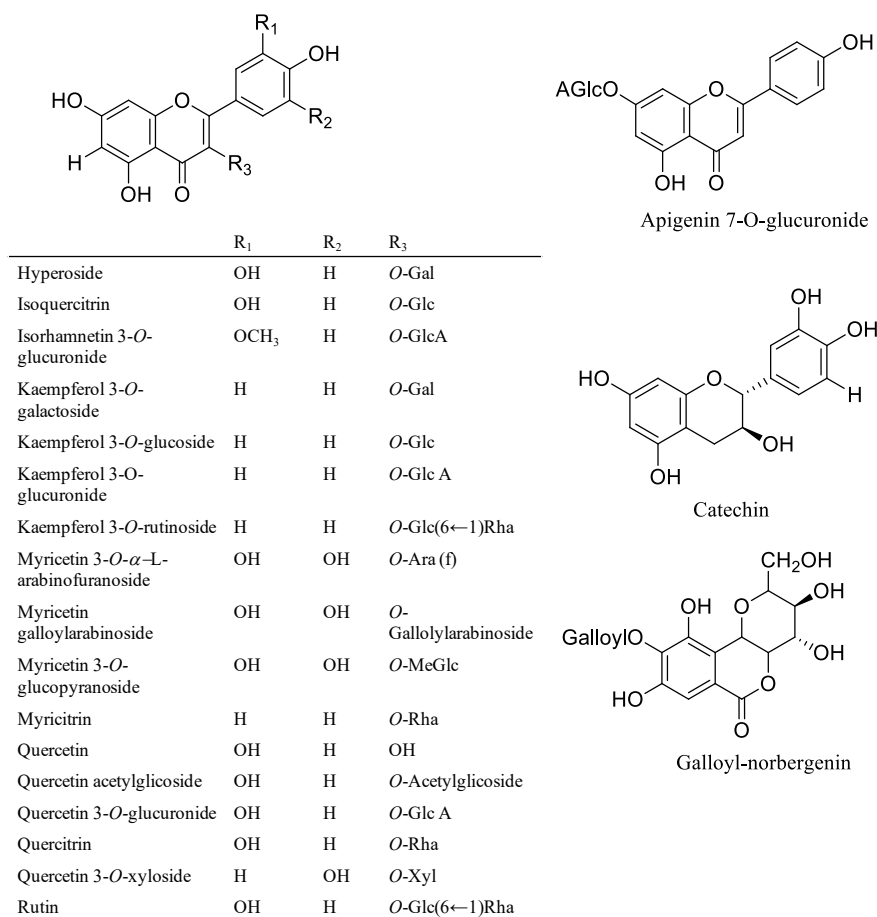 R₁
OH
HO
O
R₂
H
R₃
OH
O
R₁ R₂ R₃
Hyperoside OH H O-Gal
Isoquercitrin OH H O-Glc
Isorhamnetin 3-O- OCH₃ H O-GlcA
glucuronide
Kaempferol 3-O- H H O-Gal
galactoside
Kaempferol 3-O-glucoside H H O-Glc
Kaempferol 3-O- H H O-Glc A
glucuronide
Kaempferol 3-O-rutinoside H H O-Glc(6←1)Rha
Myricetin 3-O-α–L- OH OH O-Ara (f)
arabinofuranoside
Myricetin OH OH O-
galloylarabinoside Gallolylarabinoside
Myricetin 3-O- OH OH O-MeGlc
glucopyranoside
Myricitrin H H O-Rha
Quercetin OH H OH
Quercetin acetylglicoside OH H O-Acetylglicoside
Quercetin 3-O-glucuronide OH H O-Glc A
Quercitrin OH H O-Rha
Quercetin 3-O-xyloside H OH O-Xyl
Rutin OH H O-Glc(6←1)Rha
OH
AGlcO
O
OH
O
Apigenin 7-O-glucuronide
OH
OH
HO
O
H
OH
OH
Catechin
CH₂OH
OH
O
OH
GalloylO
OH
HO
O
O
Galloyl-norbergenin